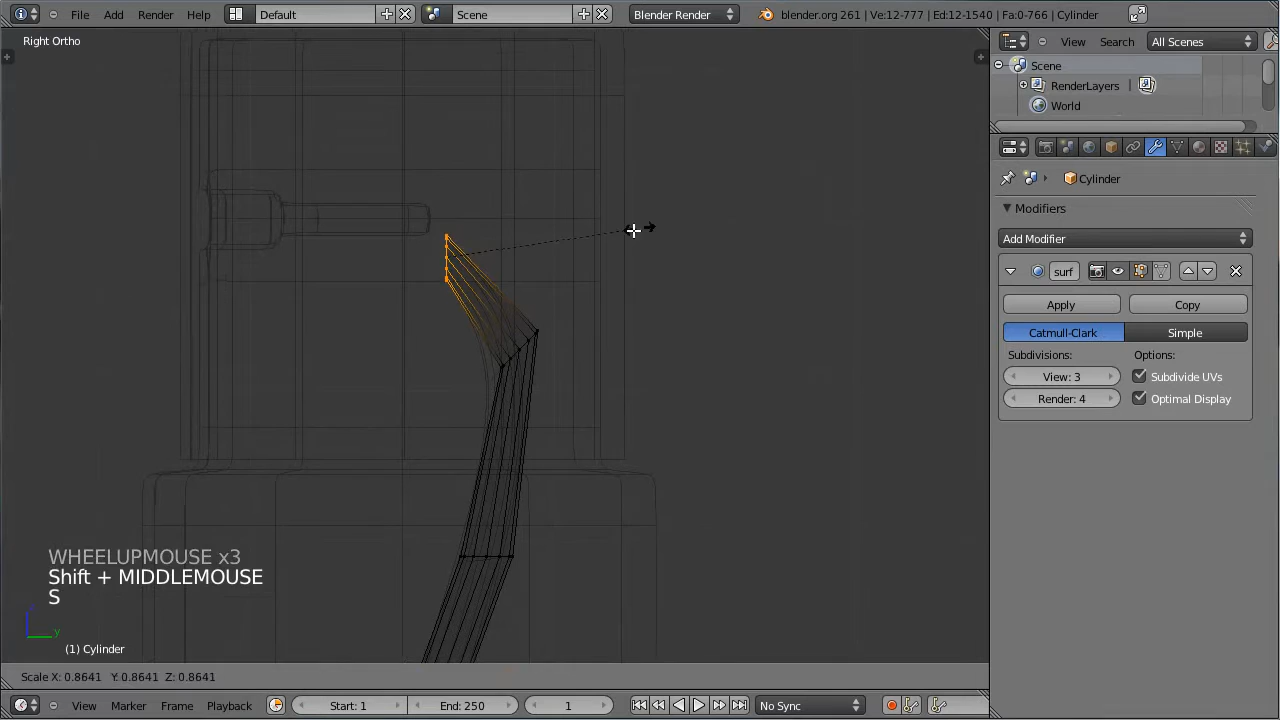 File Add Render Help Default Scene Blender Render blender.org 261 | Ve:12-777 | Ed:12-1540 | Fa:0-766 | Cylinder
Right Ortho
View Search All Scenes
Scene
RenderLayers
World
Cylinder
Modifiers
Add Modifier
surf
Apply Copy
Catmull-Clark Simple
Subdivisions: Options:
View: 3 Subdivide UVs
Render: 4 Optimal Display
WHEELUPMOUSE x3
Shift + MIDDLEMOUSE
S
z
y
(1) Cylinder
Scale X: 0.8641 Y: 0.8641 Z: 0.8641
View Marker Frame Playback Start: 1 End: 250 1 No Sync